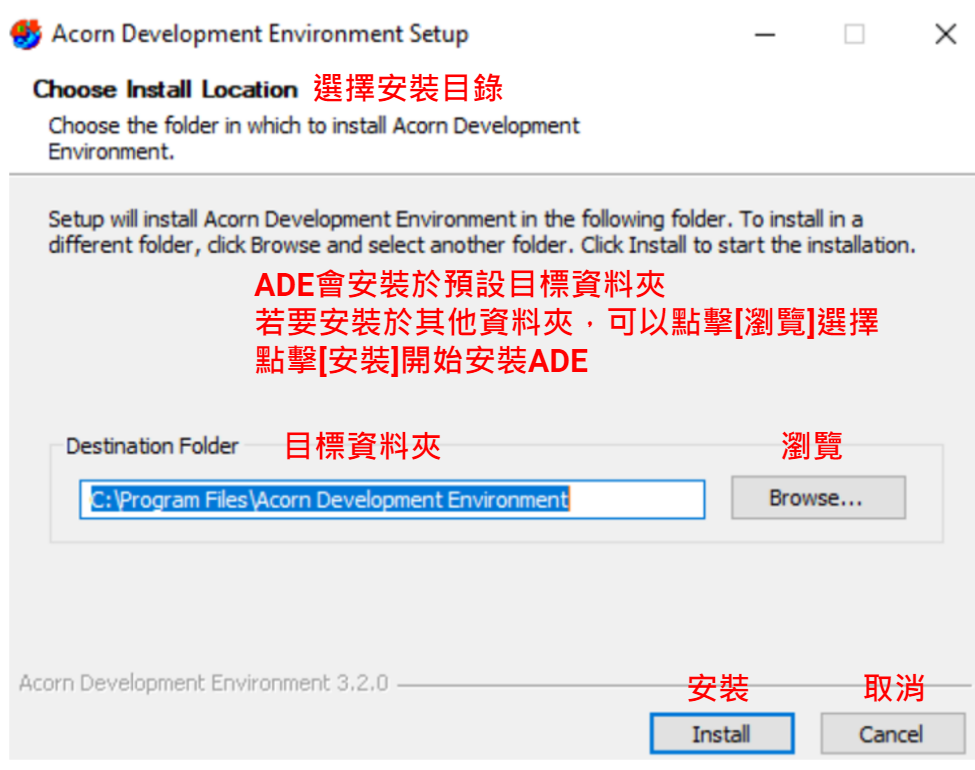 Acorn Development Environment Setup
Choose Install Location 選擇安裝目錄
Choose the folder in which to install Acorn Development
Environment.
Setup will install Acorn Development Environment in the following folder. To install in a
different folder, click Browse and select another folder. Click Install to start the installation.
ADE會安裝於預設目標資料夾
若要安裝於其他資料夾，可以點擊[瀏覽]選擇
點擊[安裝]開始安裝ADE
Destination Folder 目標資料夾 瀏覽
C:\Program Files\Acorn Development Environment Browse...
Acorn Development Environment 3.2.0 安裝 取消
Install Cancel